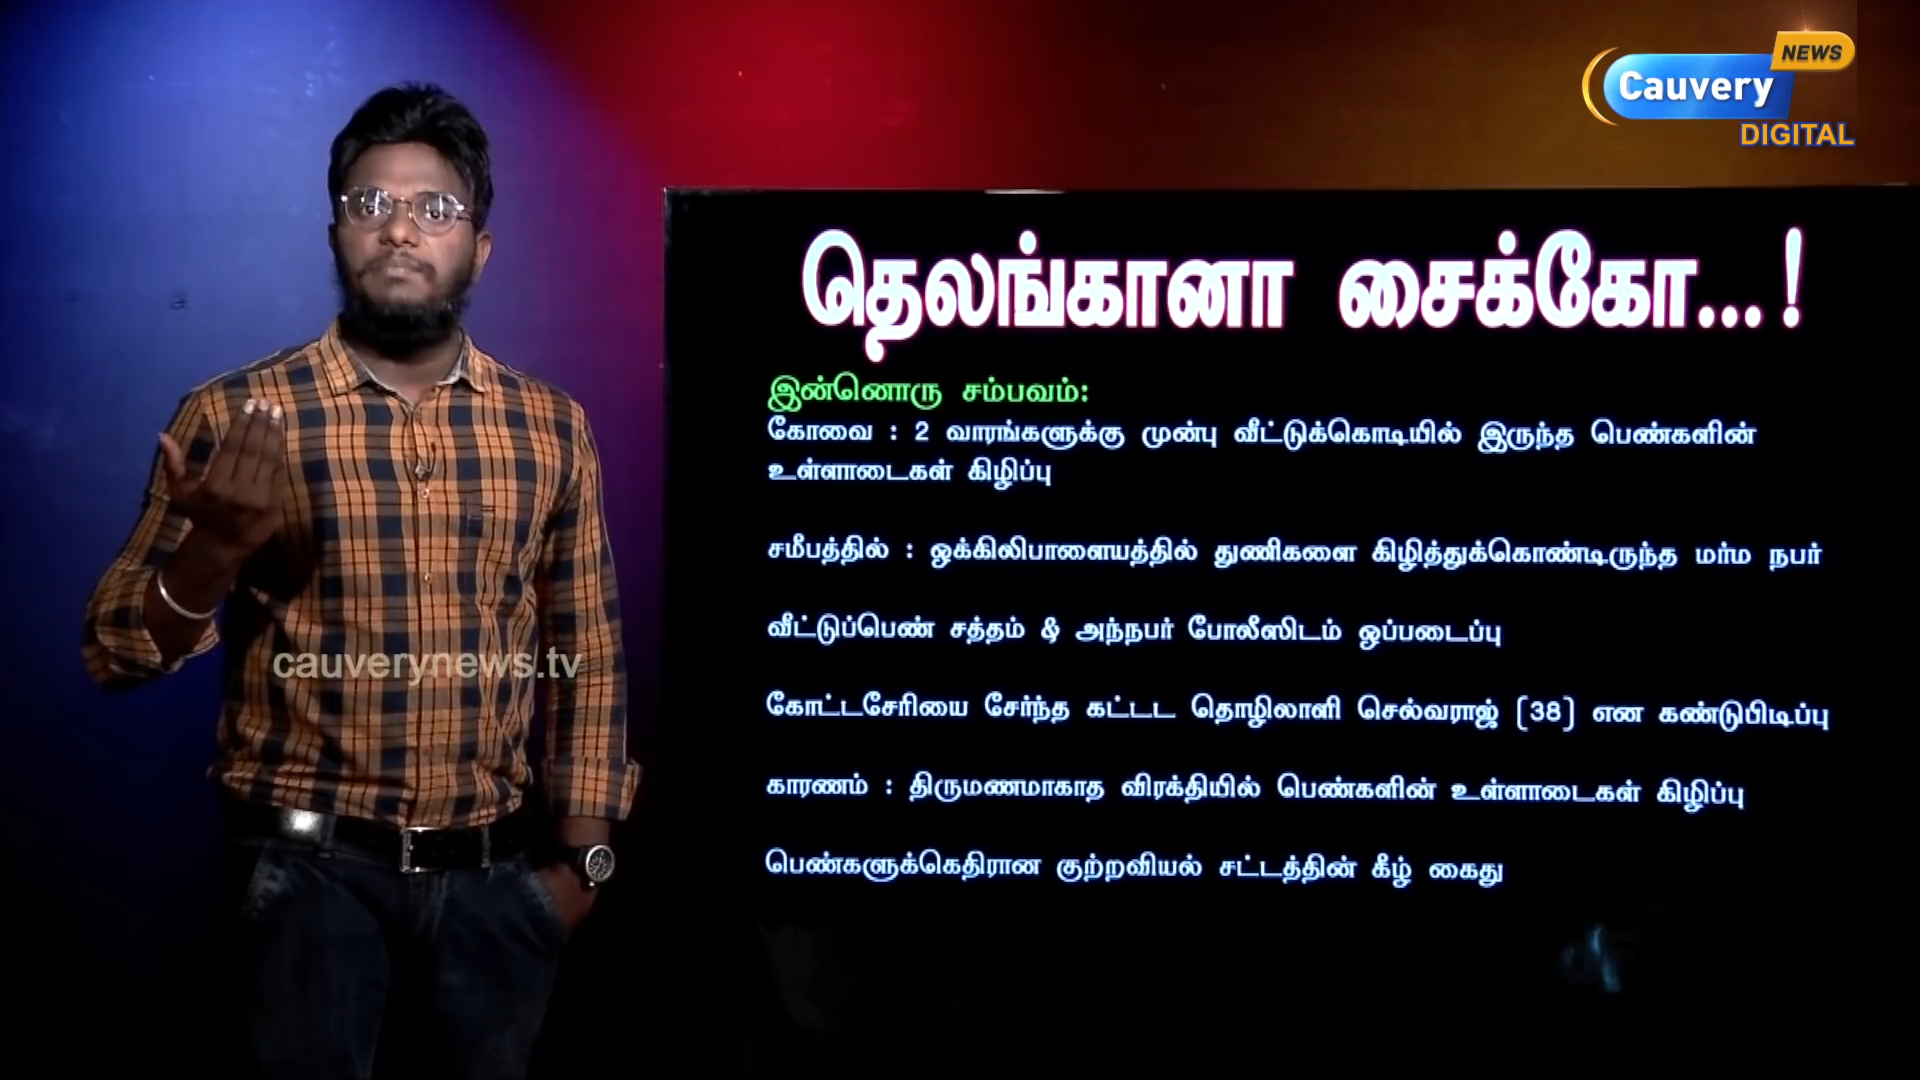 NEWS
Cauvery
DIGITAL
தெலங்கானா சைக்கோ...!
இன்னொரு சம்பவம்:
கோவை : 2 வாரங்களுக்கு முன்பு வீட்டுக்கொடியில் இருந்த பெண்களின்
உள்ளாடைகள் கிழிப்பு
சமீபத்தில் : ஒக்கிலிபாளையத்தில் துணிகளை கிழித்துக்கொண்டிருந்த மர்ம நபர்
வீட்டுப்பெண் சத்தம் & அந்நபர் போலீஸிடம் ஒப்படைப்பு
கோட்டசேரியை சேர்ந்த கட்டட தொழிலாளி செல்வராஜ் (38) என கண்டுபிடிப்பு
காரணம் : திருமணமாகாத விரக்தியில் பெண்களின் உள்ளாடைகள் கிழிப்பு
பெண்களுக்கெதிரான குற்றவியல் சட்டத்தின் கீழ் கைது
cauverynews.tv